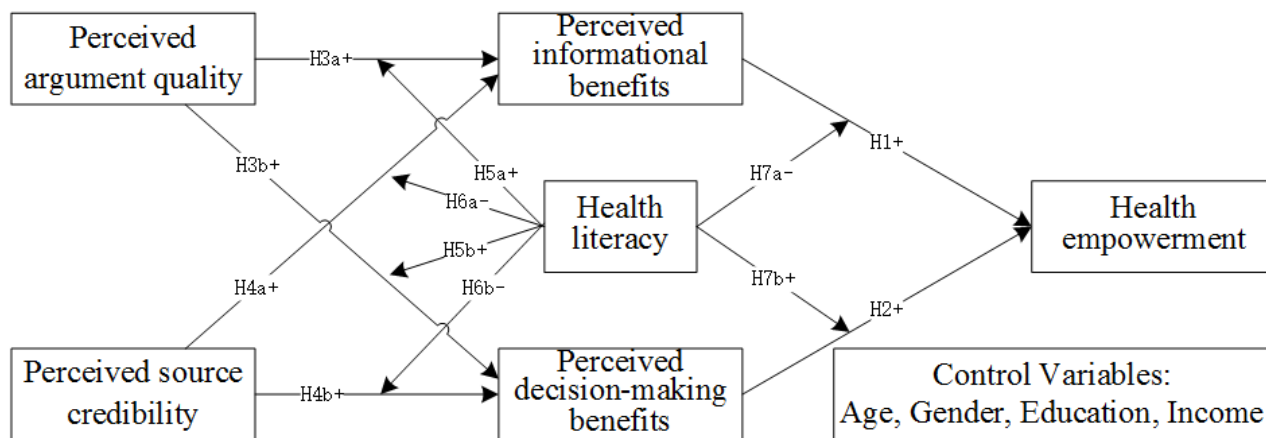 Perceived
argument quality
H3a+
Perceived
informational
benefits
H3b+
H5a+
H6a-
H7a-
H1+
Health
literacy
Health
empowerment
H5b+
H4a+
H6b-
H7b+
H2+
Perceived source
credibility
H4b+
Perceived
decision-making
benefits
Control Variables:
Age, Gender, Education, Income